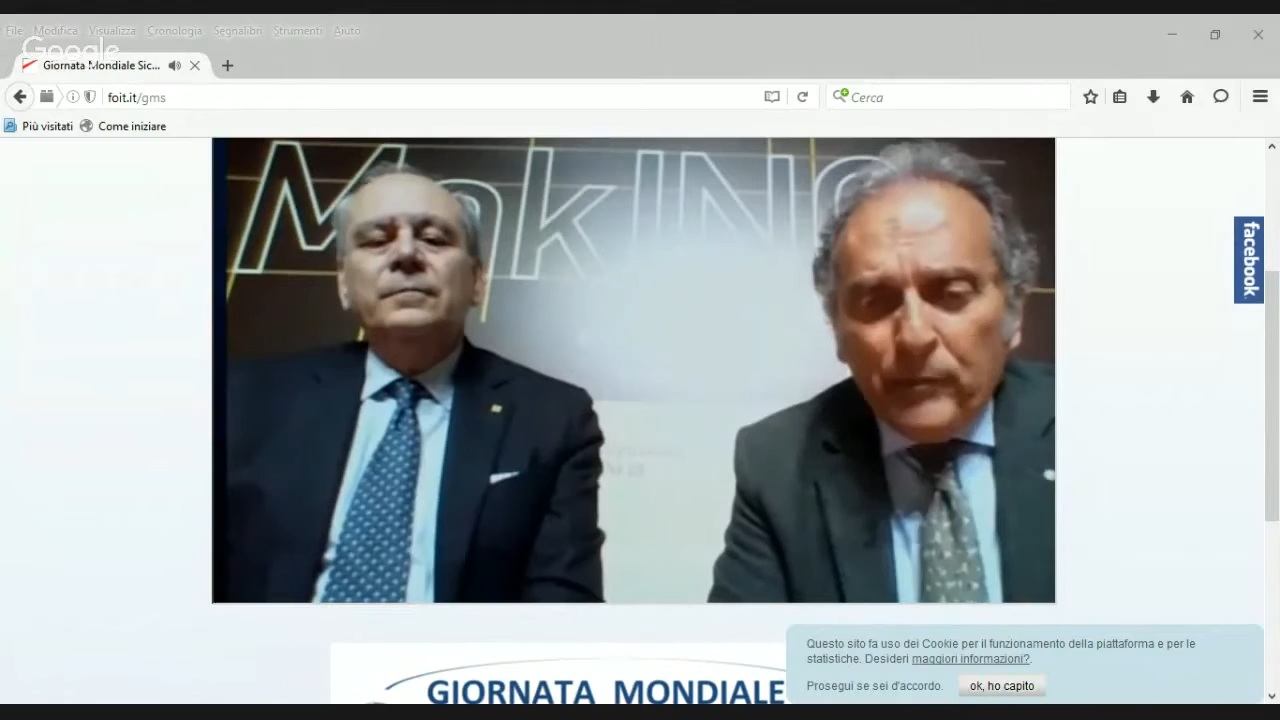 File Modifica Visualizza Cronologia Segnalibri Strumenti Aiuto
Google
Giornata Mondiale Sic...
foit.it/gms
Cerca
Più visitati
Come iniziare
facebook
Questo sito fa uso dei Cookie per il funzionamento della piattaforma e per le
statistiche. Desideri maggiori informazioni?.
Prosegui se sei d'accordo.
ok, ho capito
GIORNATA MONDIALE